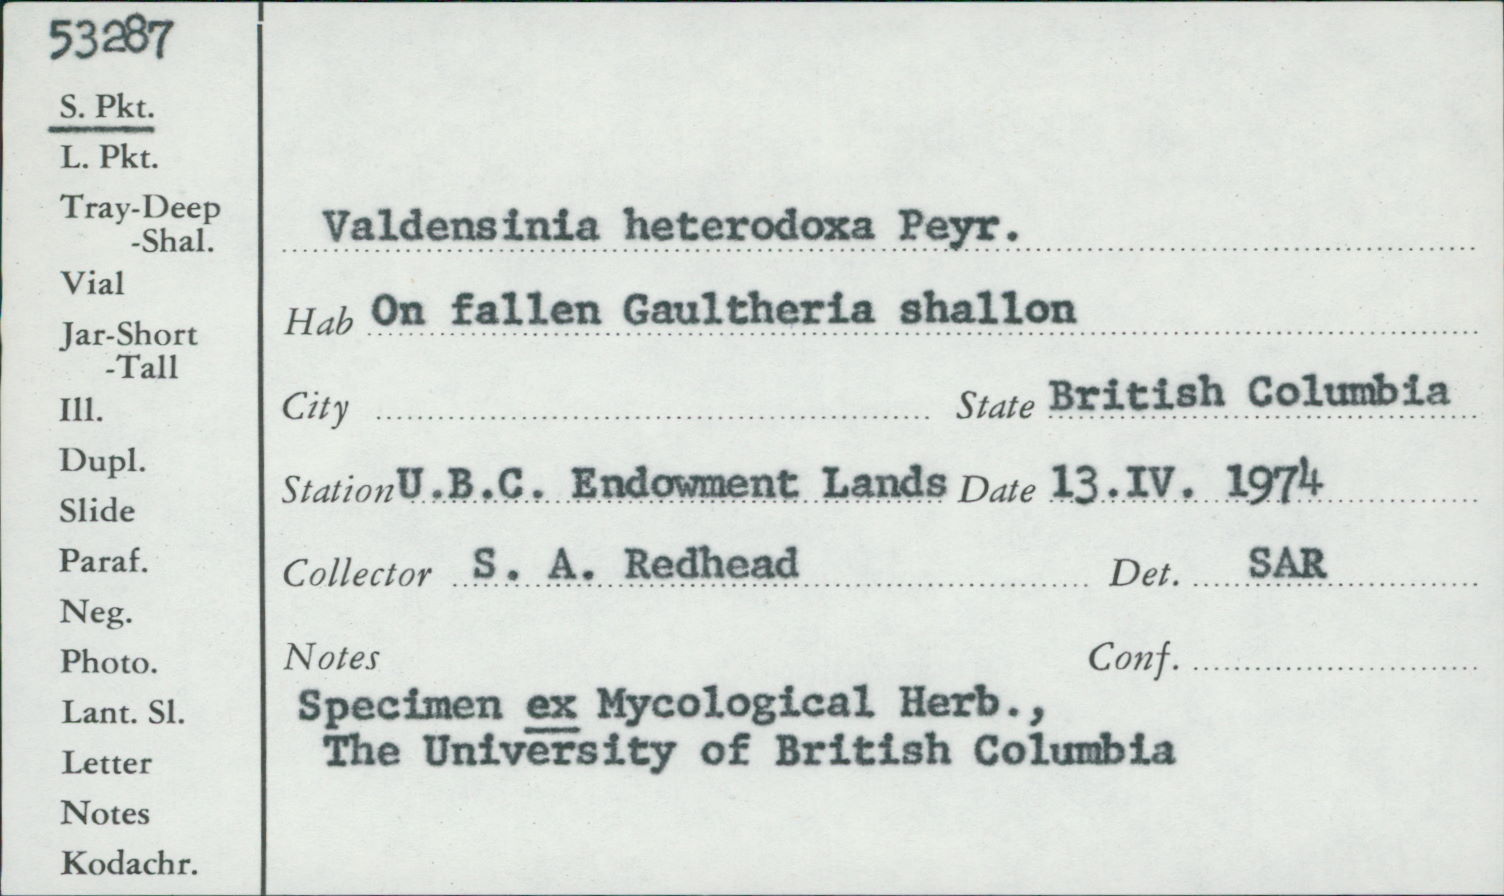 53287
S. Pkt.
L. Pkt.
Tray-Deep
-Shal.
Vial
Jar-Short
-Tall
Ill.
Dupl.
Slide
Paraf.
Neg.
Photo.
Lant. Sl.
Letter
Notes
Kodachr.
Valdensinia heterodoxa Peyr.
Hab On fallen Gaultheria shallon
City State British Columbia
Station U.B.C. Endowment Lands Date 13.IV. 1974
Collector S. A. Redhead Det. SAR
Notes Conf.
Specimen ex Mycological Herb.,
The University of British Columbia